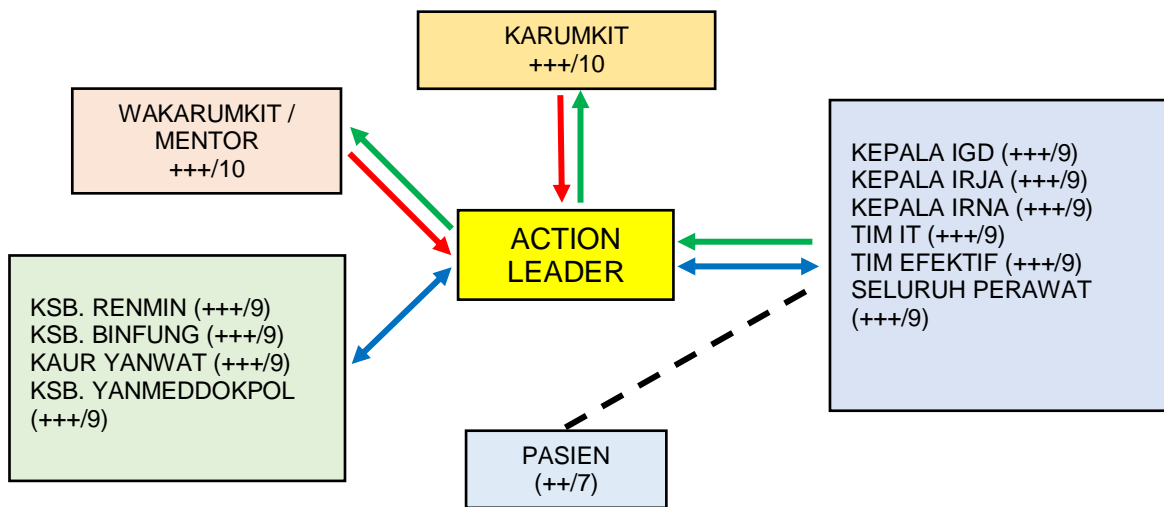 KARUMKIT
+++/10
WAKARUMKIT /
MENTOR
+++/10
KEPALA IGD (+++/9)
KEPALA IRJA (+++/9)
KEPALA IRNA (+++/9)
TIM IT (+++/9)
TIM EFEKTIF (+++/9)
SELURUH PERAWAT
(+++/9)
ACTION
LEADER
KSB. RENMIN (+++/9)
KSB. BINFUNG (+++/9)
KAUR YANWAT (+++/9)
KSB. YANMEDDOKPOL
(+++/9)
PASIEN
(++/7)